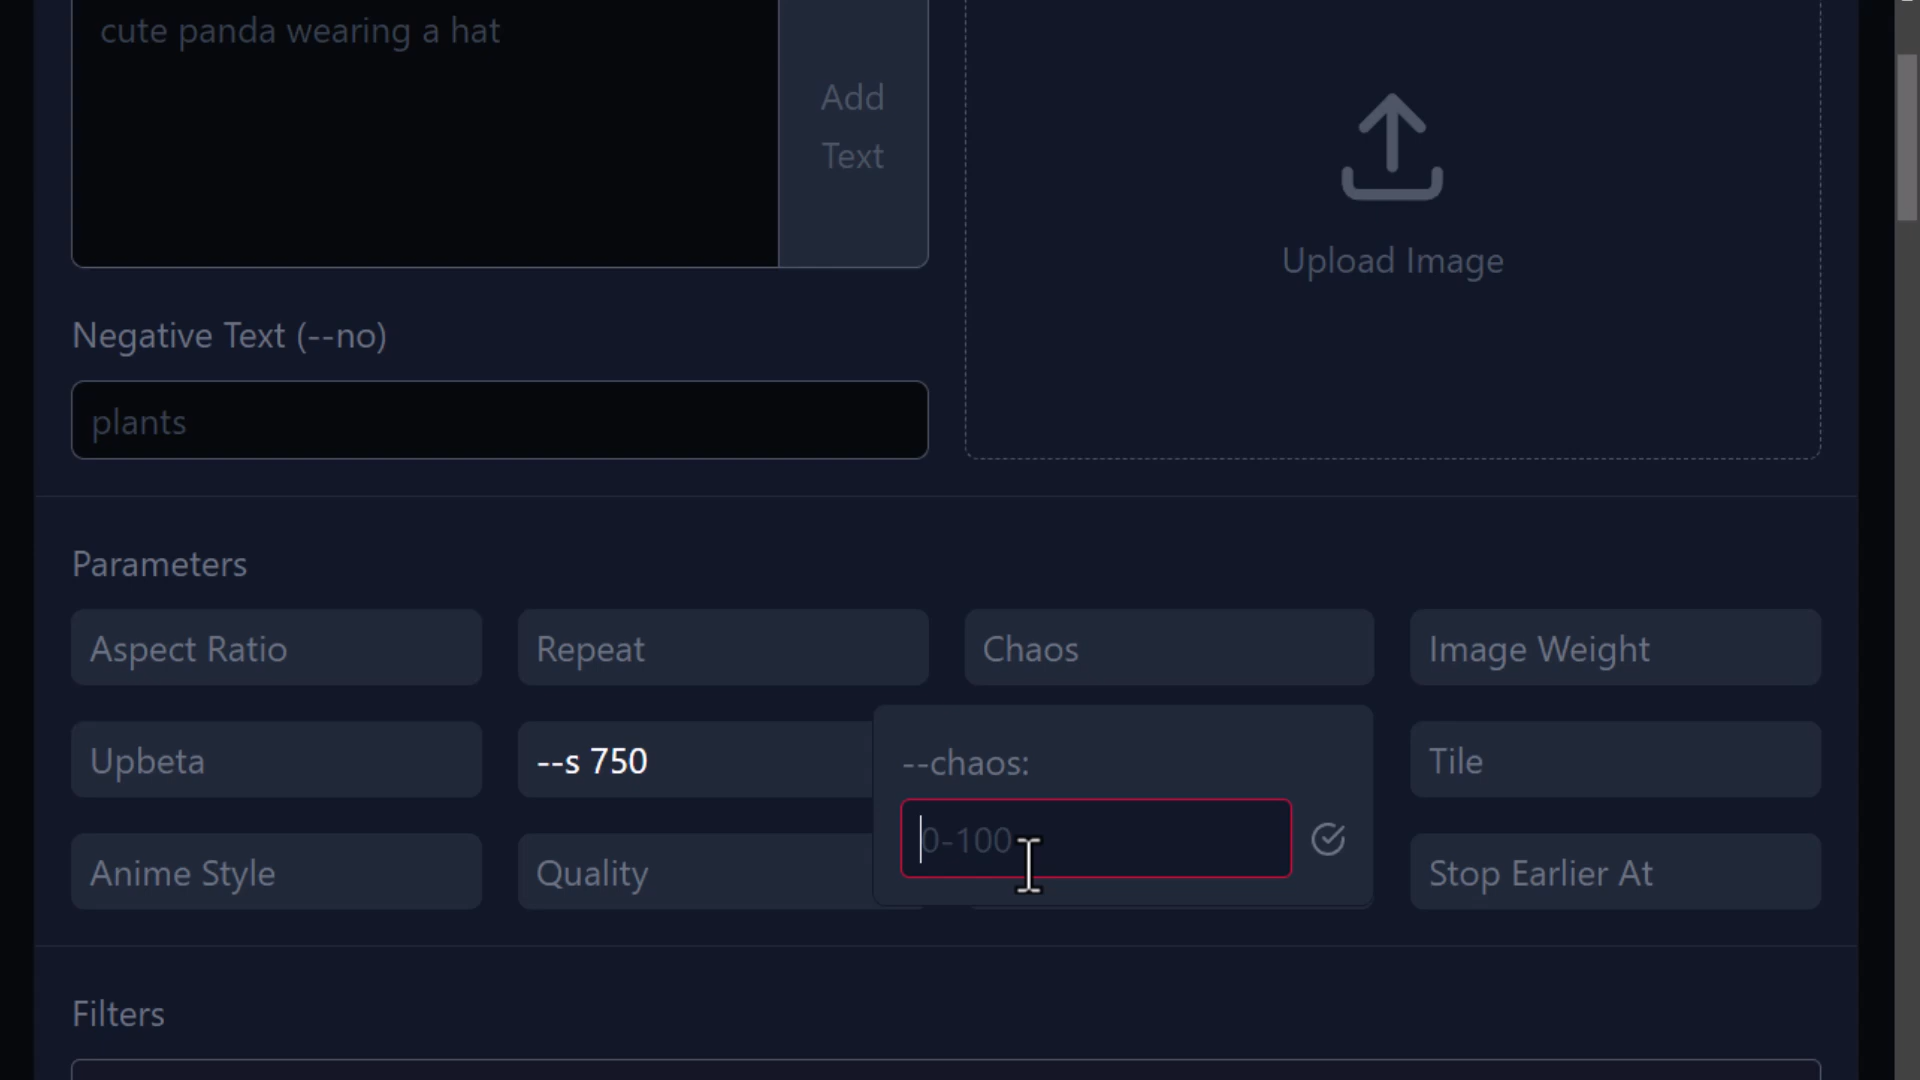 cute panda wearing a hat
Add
Text
Upload Image
Negative Text (--no)
plants
Parameters
Aspect Ratio
Repeat
Chaos
Image Weight
Upbeta
--s 750
--chaos:
Tile
0-100
Anime Style
Quality
Stop Earlier At
Filters